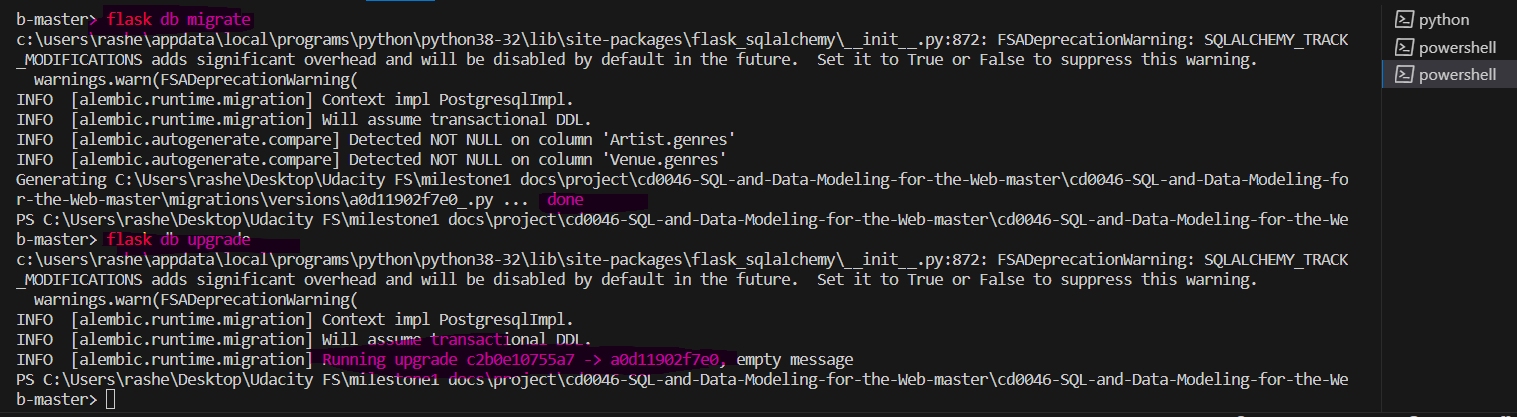 b-master> flask db migrate
c:\users\rashe\appdata\local\programs\python\python38-32\lib\site-packages\flask_sqlalchemy\__init__.py:872: FSADeprecationWarning: SQLALCHEMY_TRACK
_MODIFICATIONS adds significant overhead and will be disabled by default in the future.  Set it to True or False to suppress this warning.
  warnings.warn(FSADeprecationWarning(
INFO  [alembic.runtime.migration] Context impl PostgresqlImpl.
INFO  [alembic.runtime.migration] Will assume transactional DDL.
INFO  [alembic.autogenerate.compare] Detected NOT NULL on column 'Artist.genres'
INFO  [alembic.autogenerate.compare] Detected NOT NULL on column 'Venue.genres'
Generating C:\Users\rashe\Desktop\Udacity FS\milestone1 docs\project\cd0046-SQL-and-Data-Modeling-for-the-Web-master\cd0046-SQL-and-Data-Modeling-fo
r-the-Web-master\migrations\versions\a0d11902f7e0_.py ...  done
PS C:\Users\rashe\Desktop\Udacity FS\milestone1 docs\project\cd0046-SQL-and-Data-Modeling-for-the-Web-master\cd0046-SQL-and-Data-Modeling-for-the-We
b-master> flask db upgrade
c:\users\rashe\appdata\local\programs\python\python38-32\lib\site-packages\flask_sqlalchemy\__init__.py:872: FSADeprecationWarning: SQLALCHEMY_TRACK
_MODIFICATIONS adds significant overhead and will be disabled by default in the future.  Set it to True or False to suppress this warning.
  warnings.warn(FSADeprecationWarning(
INFO  [alembic.runtime.migration] Context impl PostgresqlImpl.
INFO  [alembic.runtime.migration] Will assume transactional DDL.
INFO  [alembic.runtime.migration] Running upgrade c2b0e10755a7 -> a0d11902f7e0, empty message
PS C:\Users\rashe\Desktop\Udacity FS\milestone1 docs\project\cd0046-SQL-and-Data-Modeling-for-the-Web-master\cd0046-SQL-and-Data-Modeling-for-the-We
b-master>
python
powershell
powershell